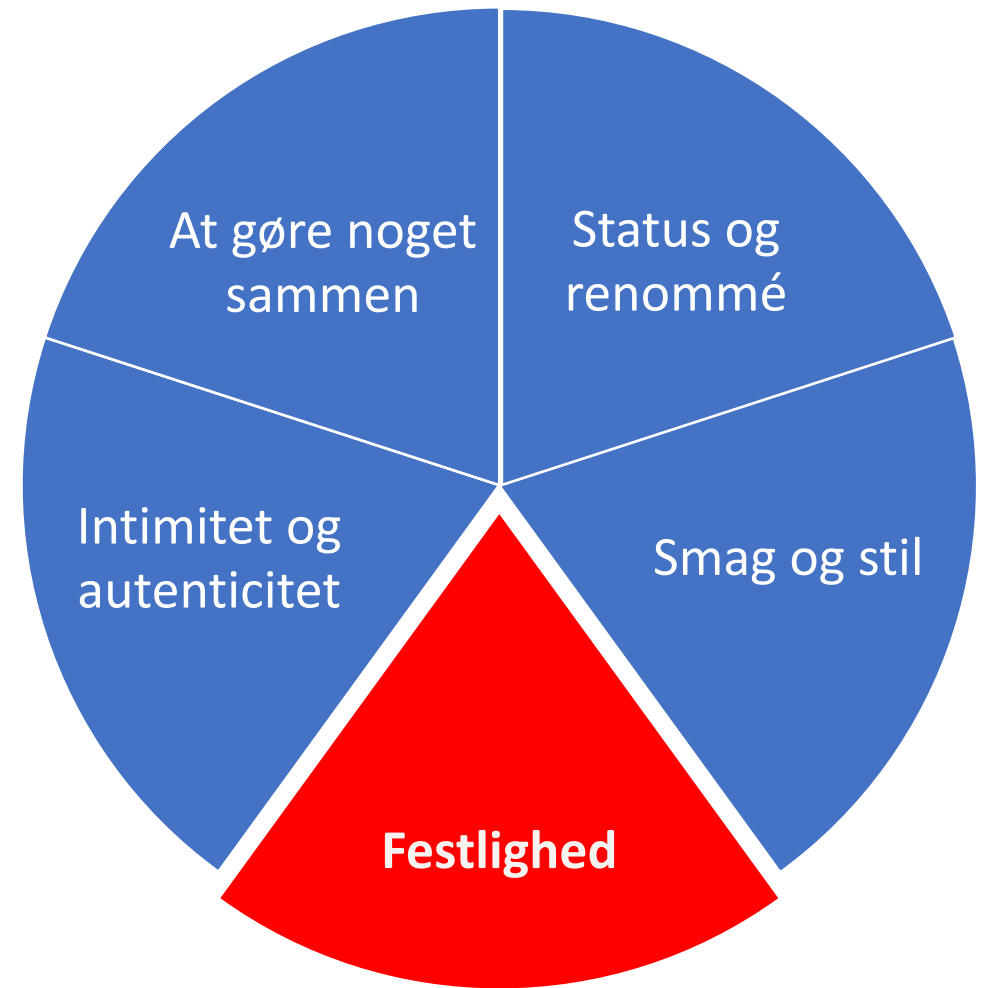 At gøre noget
sammen
Status og
renommé
Intimitet og
autenticitet
Smag og stil
Festlighed